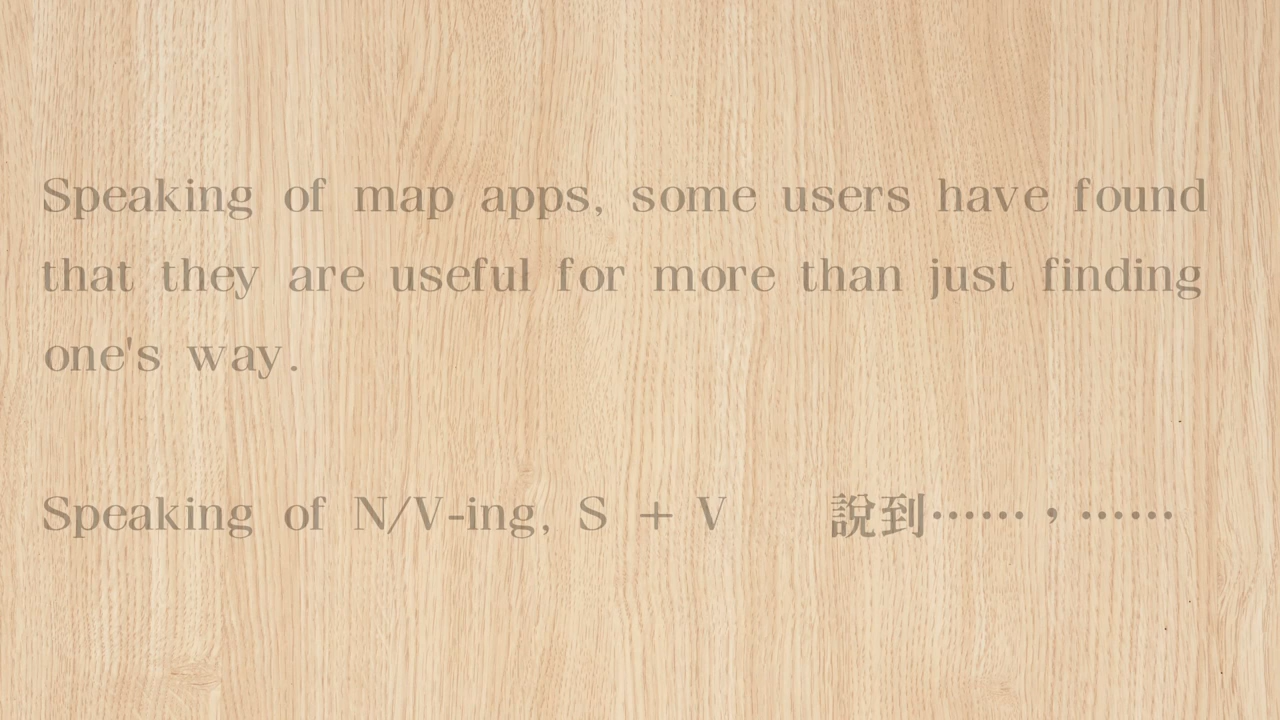 Speaking of map apps, some users have found
that they are useful for more than just finding
one's way.
Speaking of N/V-ing, S + V 說到……，……